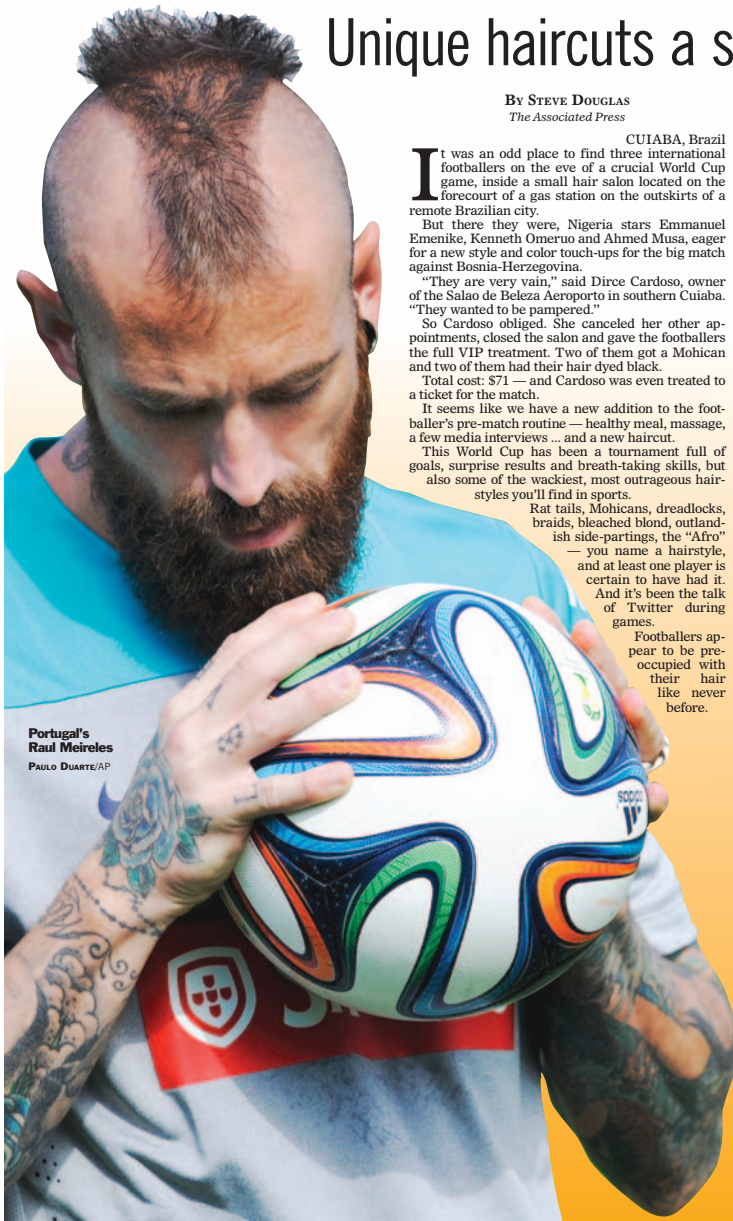 Unique haircuts a s
By Steve Douglas
The Associated Press
CUIABA, Brazil
It was an odd place to find three international
footballers on the eve of a crucial World Cup
game, inside a small hair salon located on the
forecourt of a gas station on the outskirts of a
remote Brazilian city.
But there they were, Nigeria stars Emmanuel
Emenike, Kenneth Omeruo and Ahmed Musa, eager
for a new style and color touch-ups for the big match
against Bosnia-Herzegovina.
“They are very vain,” said Dirce Cardoso, owner
of the Salao de Beleza Aeroporto in southern Cuiaba.
“They wanted to be pampered.”
So Cardoso obliged. She canceled her other ap-
pointments, closed the salon and gave the footballers
the full VIP treatment. Two of them got a Mohican
and two of them had their hair dyed black.
Total cost: $71 — and Cardoso was even treated to
a ticket for the match.
It seems like we have a new addition to the foot-
baller’s pre-match routine — healthy meal, massage,
a few media interviews ... and a new haircut.
This World Cup has been a tournament full of
goals, surprise results and breath-taking skills, but
also some of the wackiest, most outrageous hair-
styles you’ll find in sports.
Rat tails, Mohicans, dreadlocks,
braids, bleached blond, outland-
ish side-partings, the “Afro”
— you name a hairstyle,
and at least one player is
certain to have had it.
And it’s been the talk
of Twitter during
games.
Footballers ap-
pear to be pre-
occupied with
their hair
like never
before.
Portugal’s
Raul Meireles
Paulo Duarte/AP
adidas